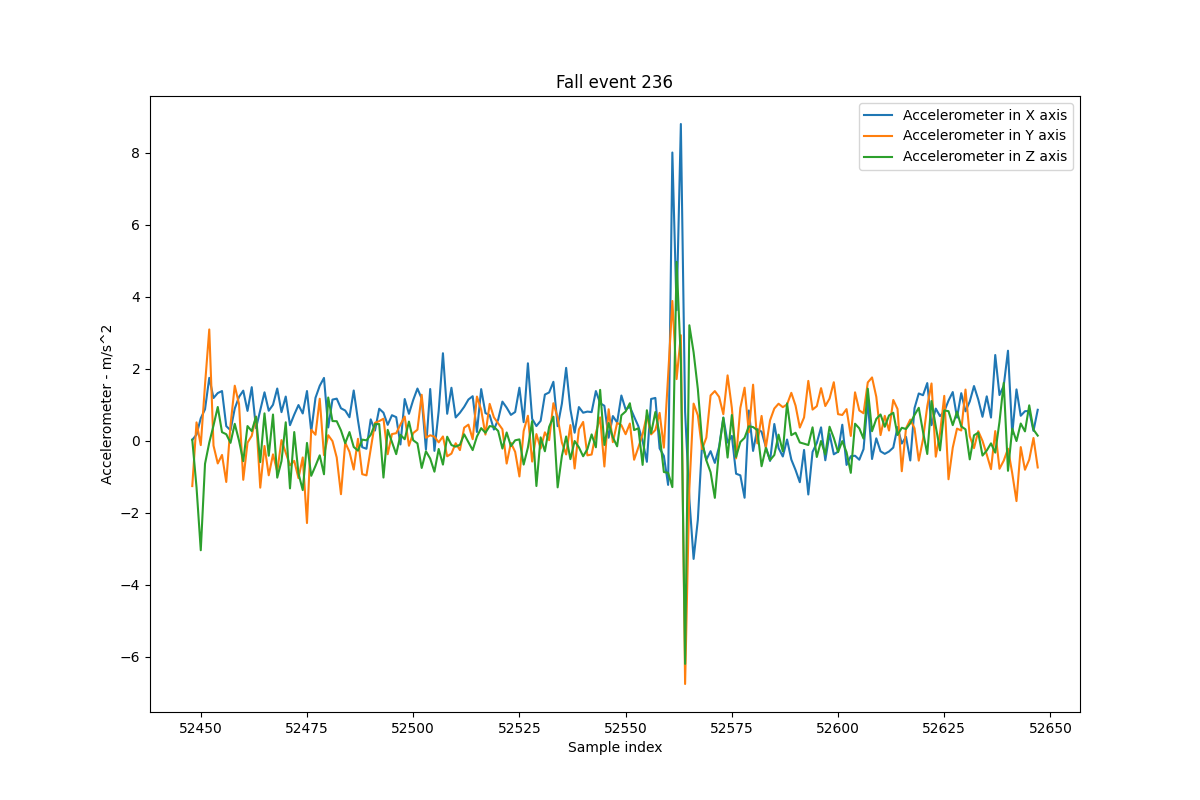 Fall event 236
Accelerometer in X axis
Accelerometer in Y axis
Accelerometer in Z axis
Accelerometer - m/s^2
8
6
4
2
0
−2
−4
−6
52450 52475 52500 52525 52550 52575 52600 52625 52650
Sample index